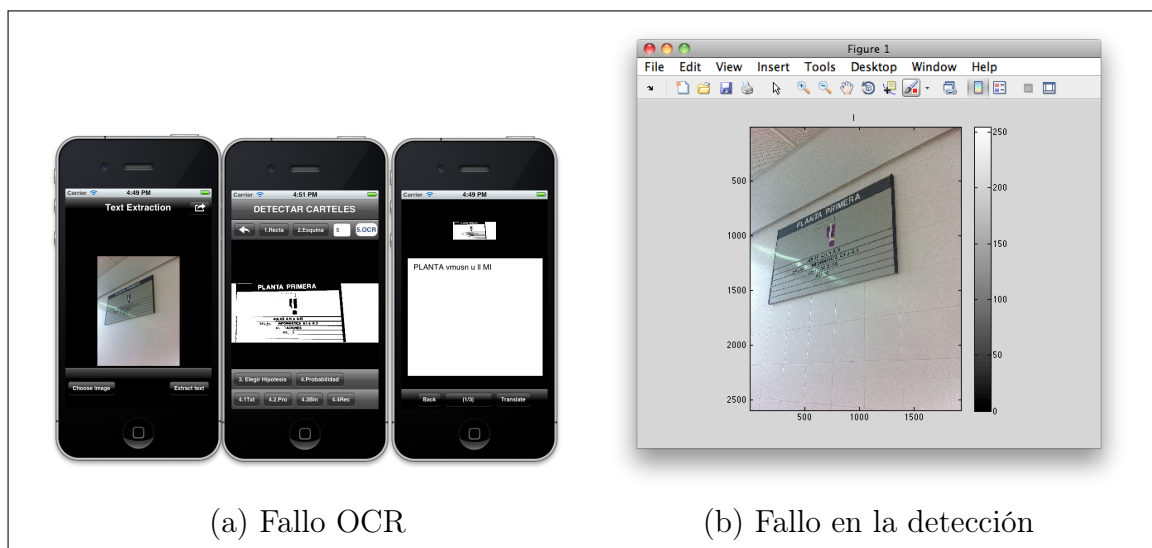 Carrier 4:49 PM
Text Extraction
Choose image
Extract text
Carrier 4:51 PM
DETECTAR CARTELES
1.Recta 2.Esquina 5 5.OCR
PLANTA PRIMERA
3. Elegir Hipotesis 4.Probabilidad
4.1Txt 4.2.Pro 4.3Bin 4.4Rec
Carrier 4:49 PM
PLANTA vmusn u ll MI
Back (1/3) Translate
(a) Fallo OCR
Figure 1
File Edit View Insert Tools Desktop Window Help
I
500
1000
1500
2000
2500
500 1000 1500
PLANTA PRIMERA
250
200
150
100
50
0
(b) Fallo en la detección